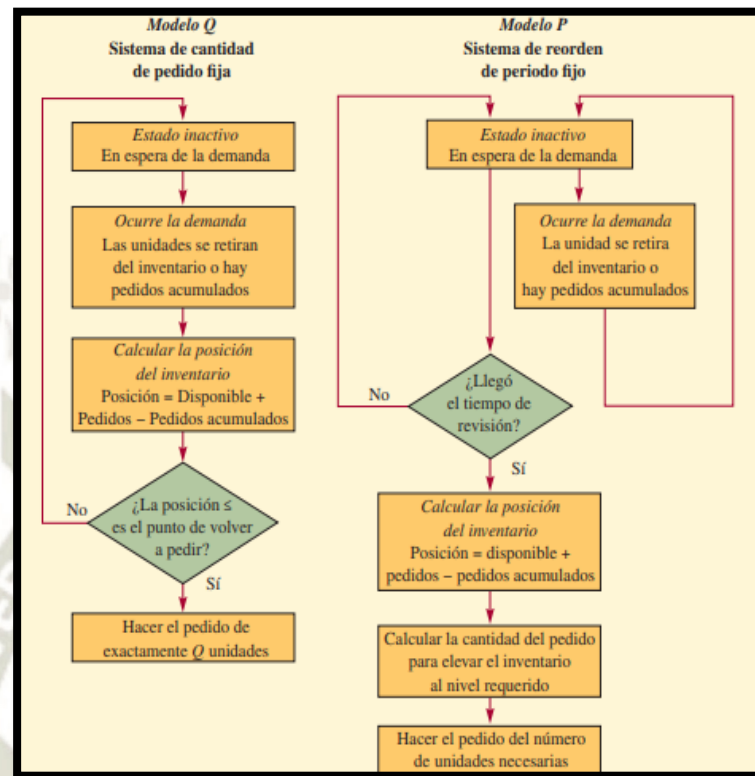 Modelo Q
Sistema de cantidad
de pedido fija
Estado inactivo
En espera de la demanda
Ocurre la demanda
Las unidades se retiran
del inventario o hay
pedidos acumulados
Calcular la posición
del inventario
Posición = Disponible +
Pedidos – Pedidos acumulados
¿La posición ≤
es el punto de volver
a pedir?
No
Sí
Hacer el pedido de
exactamente Q unidades
Modelo P
Sistema de reorden
de periodo fijo
Estado inactivo
En espera de la demanda
Ocurre la demanda
La unidad se retira
del inventario o
hay pedidos acumulados
¿Llegó
el tiempo de
revisión?
No
Sí
Calcular la posición
del inventario
Posición = disponible +
pedidos – pedidos acumulados
Calcular la cantidad del pedido
para elevar el inventario
al nivel requerido
Hacer el pedido del número
de unidades necesarias